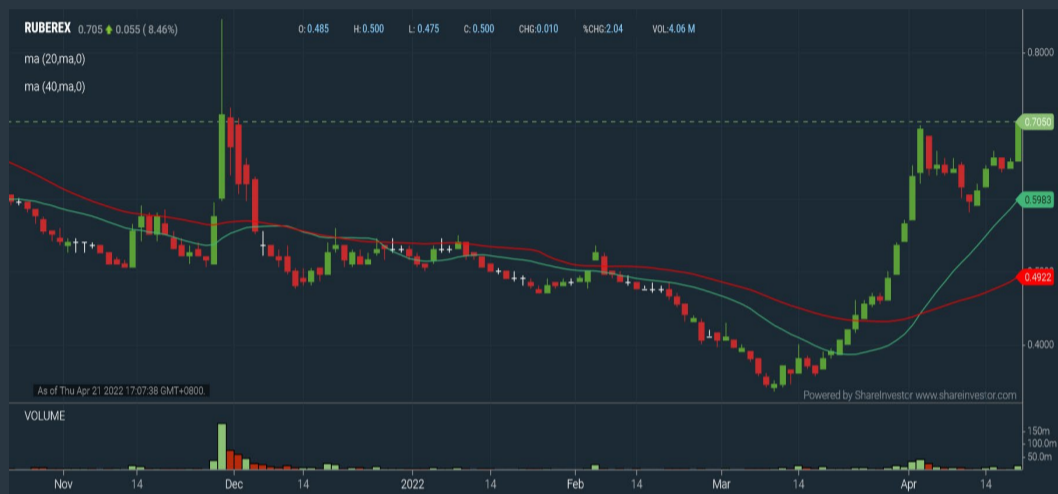 RUBEREX 0.705 0.055 ( 8.46%) O: 0.485 H: 0.500 L: 0.475 C: 0.500 CHG:0.010 %CHG:2.04 VOL:4.06 M
ma (20,ma,0)
ma (40,ma,0)
0.8000
0.7050
0.5983
0.4922
0.4000
As of Thu Apr 21 2022 17:07:38 GMT+0800.
Powered by ShareInvestor www.shareinvestor.com
VOLUME
150m
100.0m
50.0m
Nov 14 Dec 14 2022 14 Feb 14 Mar 14 Apr 14